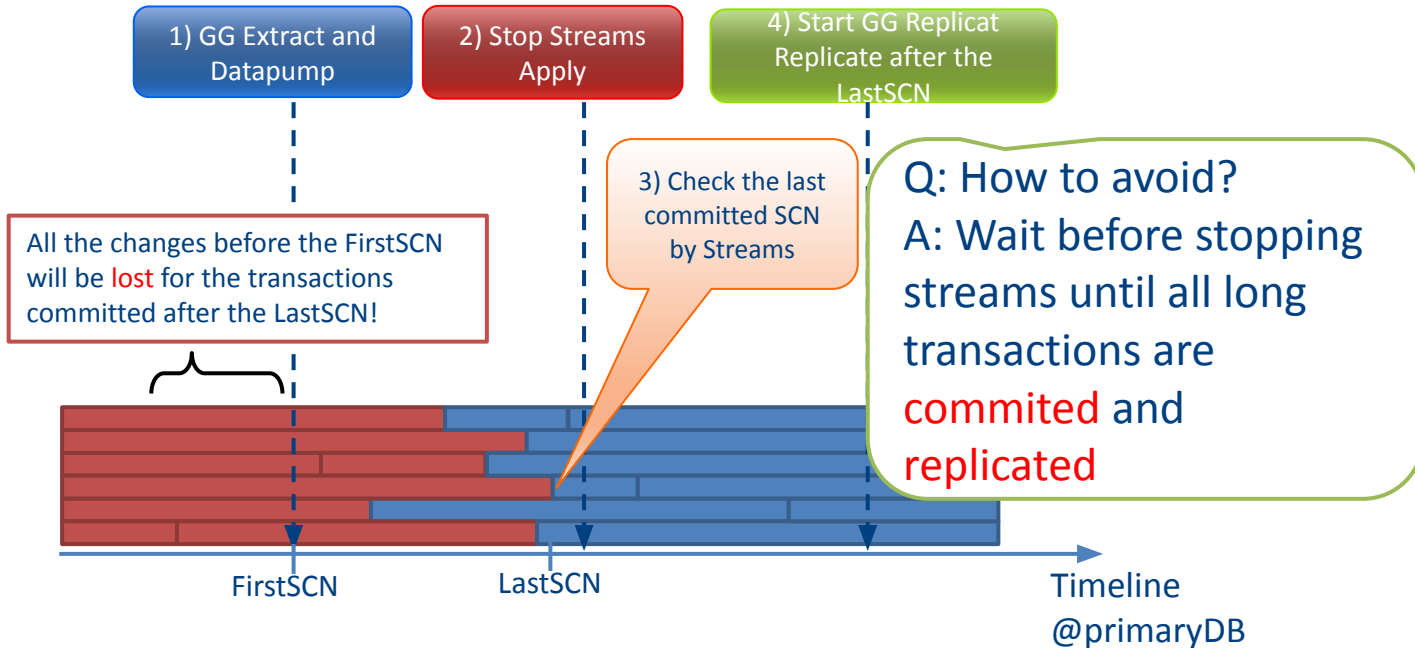 1) GG Extract and
Datapump
2) Stop Streams
Apply
4) Start GG Replicat
Replicate after the
LastSCN
3) Check the last
committed SCN
by Streams
Q: How to avoid?
A: Wait before stopping
streams until all long
transactions are
commited and
replicated
All the changes before the FirstSCN
will be lost for the transactions
committed after the LastSCN!
FirstSCN
LastSCN
Timeline
@primaryDB